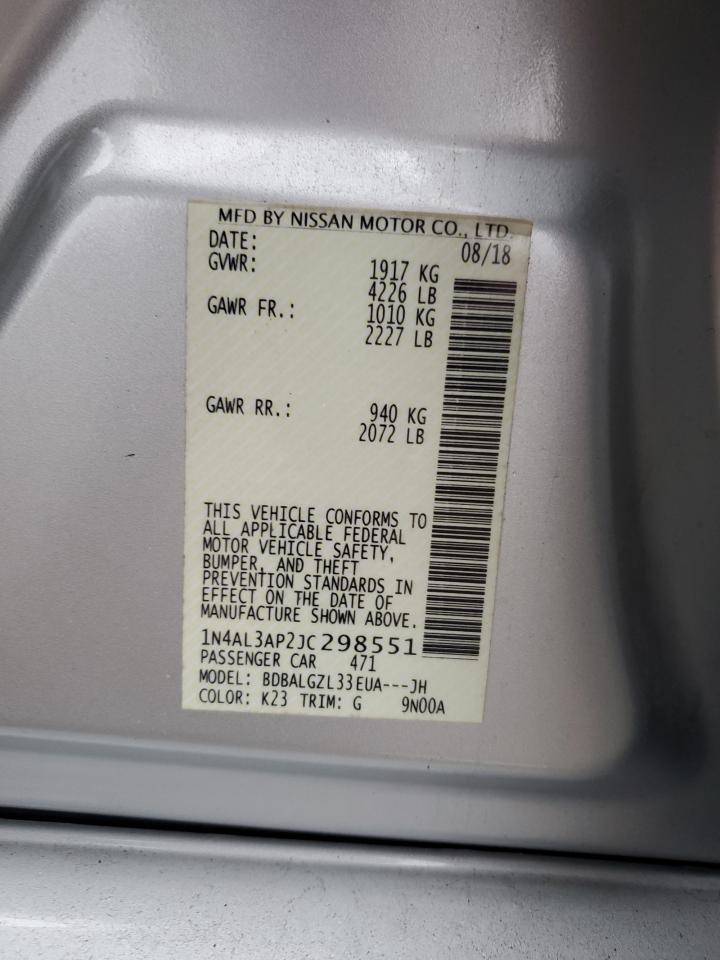 MFD BY NISSAN MOTOR CO., LTD.
DATE: 08/18
GVWR: 1917 KG
4226 LB
GAWR FR.: 1010 KG
2227 LB
GAWR RR.: 940 KG
2072 LB
THIS VEHICLE CONFORMS TO
ALL APPLICABLE FEDERAL
MOTOR VEHICLE SAFETY,
BUMPER, AND THEFT
PREVENTION STANDARDS IN
EFFECT ON THE DATE OF
MANUFACTURE SHOWN ABOVE.
1N4AL3AP2JC298551
PASSENGER CAR 471
MODEL: BDBALGZL33EUA---JH
COLOR: K23 TRIM: G 9N00A